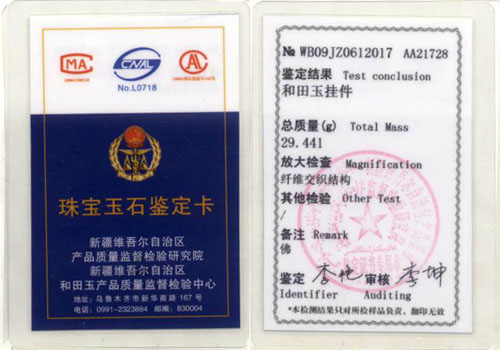 MA
CNAL
No.L0718
AL
珠宝玉石鉴定卡
新疆维吾尔自治区
产品质量监督检验研究院
新疆维吾尔自治区
和田玉产品质量监督检验中心
地址：乌鲁木齐市新华南路 167 号
电话：0991-2323884 邮编：830004
№ WB09JZ0612017 AA21728
鉴定结果 Test conclusion
和田玉挂件
总质量(g) Total Mass
29.441
放大检查 Magnification
纤维交织结构
其他检验 Other Test
/
备注 Remark
佛
鉴定 审核 李坤
Identifier Auditing
*本检测结果只对所检样品负责，翻印无效